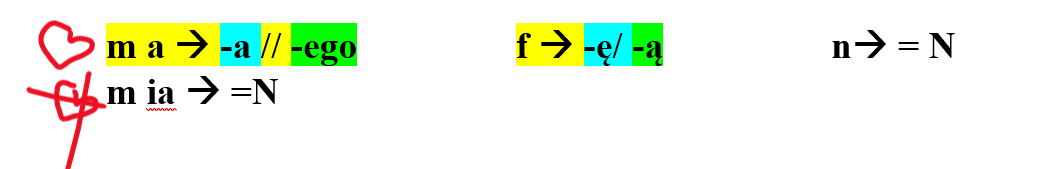 m a → -a // -ego f → -ę/ -ą n→ = N
m ia → =N